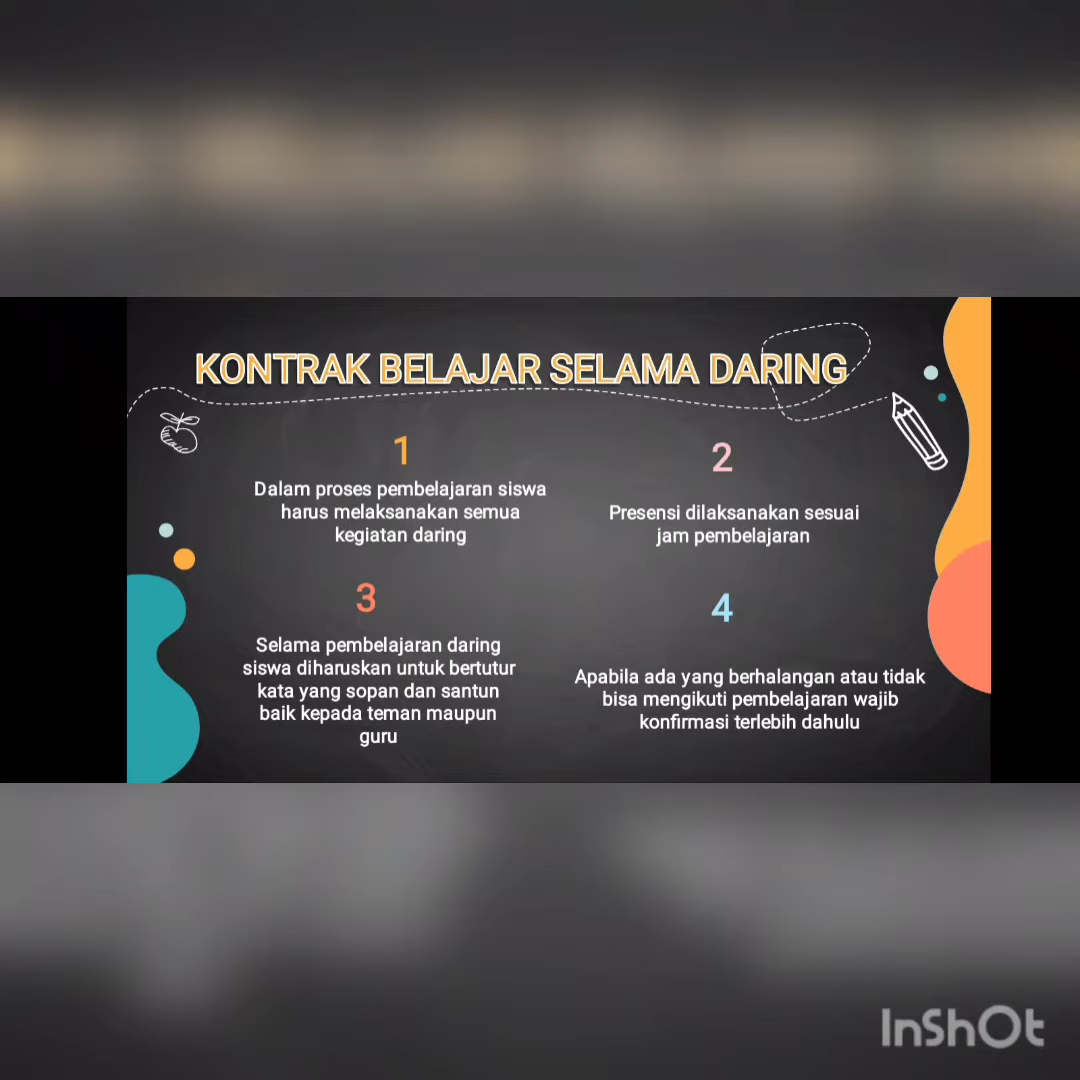 KONTRAK BELAJAR SELAMA DARING
1
Dalam proses pembelajaran siswa
harus melaksanakan semua
kegiatan daring
2
Presensi dilaksanakan sesuai
jam pembelajaran
3
Selama pembelajaran daring
siswa diharuskan untuk bertutur
kata yang sopan dan santun
baik kepada teman maupun
guru
4
Apabila ada yang berhalangan atau tidak
bisa mengikuti pembelajaran wajib
konfirmasi terlebih dahulu
InShOt